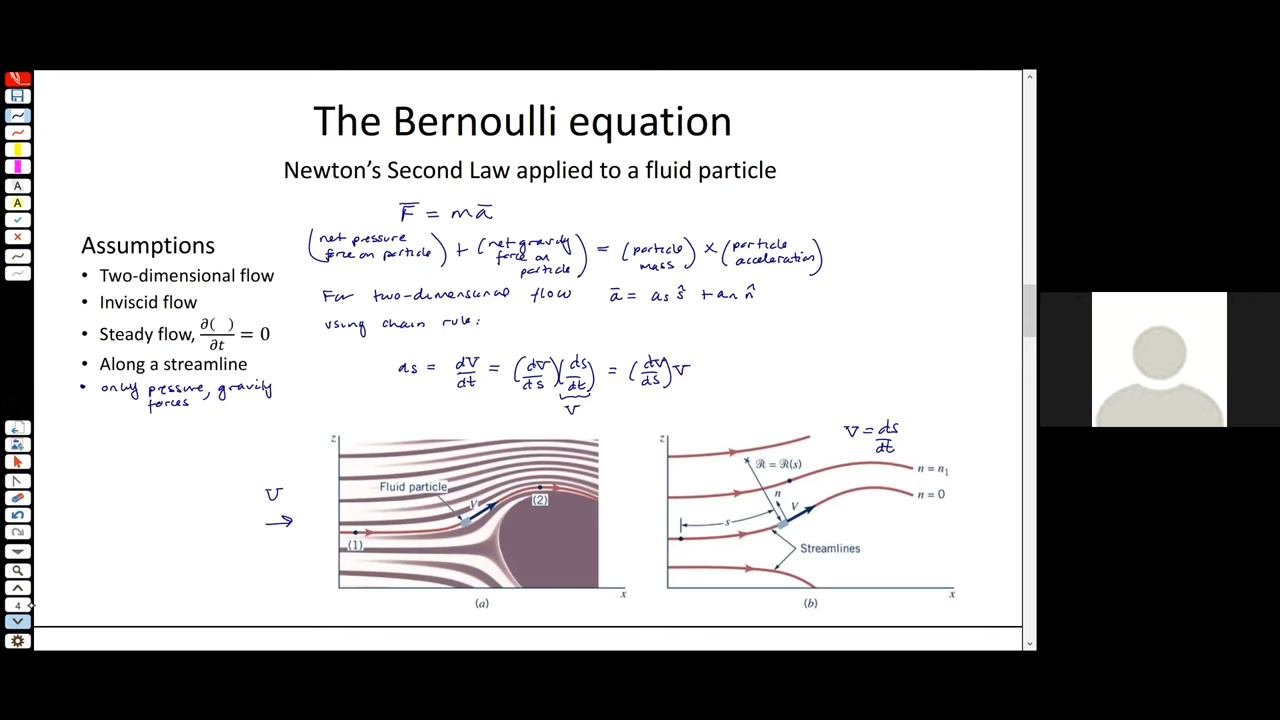 The Bernoulli equation
Newton's Second Law applied to a fluid particle
F̅ = m a̅
(net pressure force on particle) + (net gravity force on particle) = (particle mass) × (particle acceleration)
For two-dimensional flow a̅ = as ŝ + an n̂
using chain rule:
as = dV/dt = (dV/ds)(ds/dt) = (dV/ds) V
V
Assumptions
• Two-dimensional flow
• Inviscid flow
• Steady flow, ∂( )/∂t = 0
• Along a streamline
• only pressure, gravity
forces
V
z
Fluid particle
V
(2)
(1)
x
(a)
V = ds/dt
z
ℛ = ℛ(s)
n = n₁
n
V
n = 0
s
Streamlines
x
(b)
A
A
4